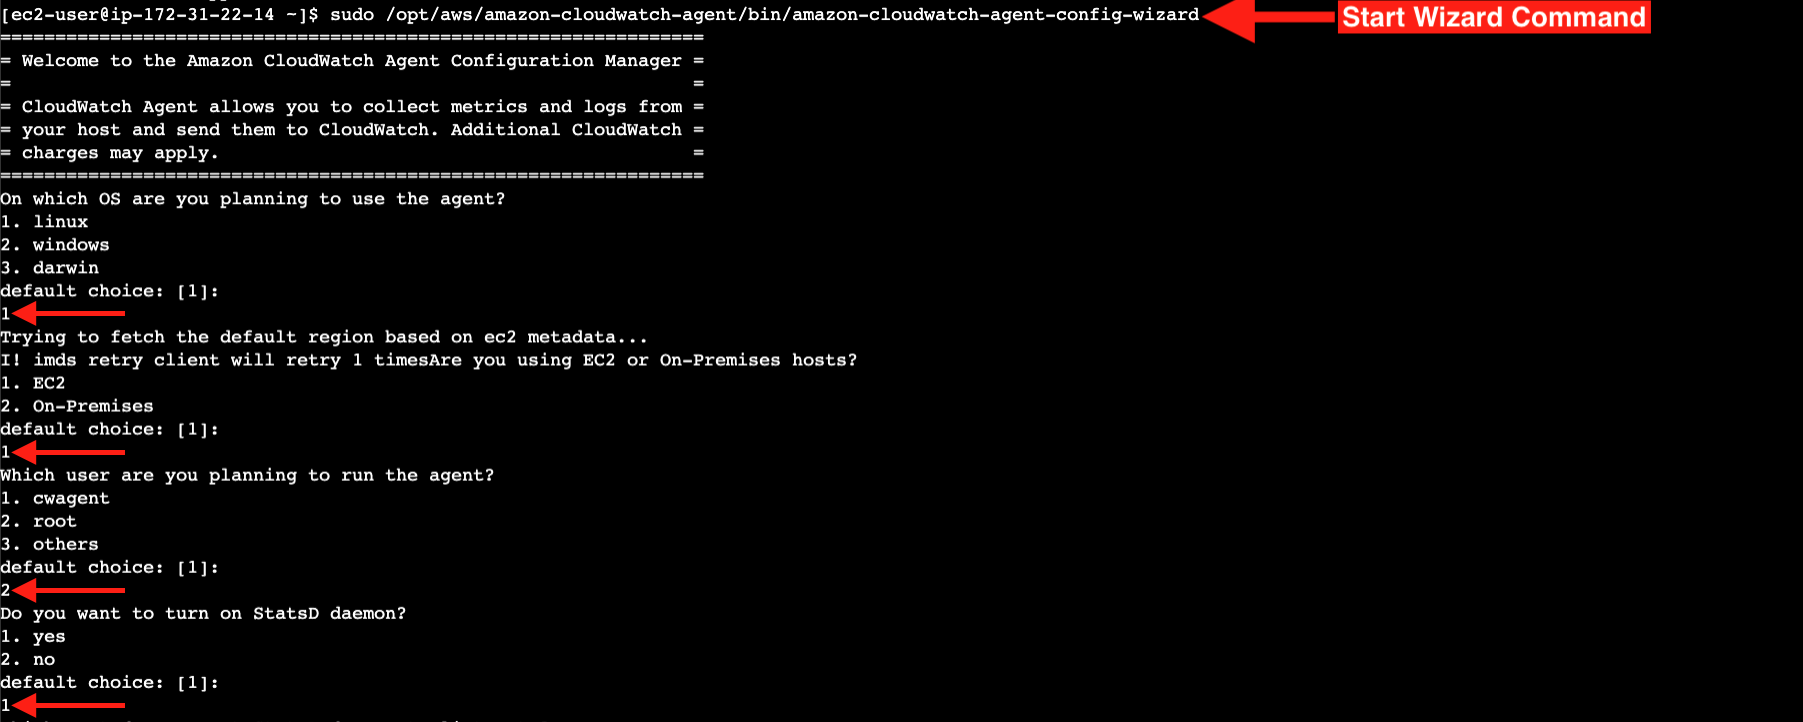 [ec2-user@ip-172-31-22-14 ~]$ sudo /opt/aws/amazon-cloudwatch-agent/bin/amazon-cloudwatch-agent-config-wizard
Start Wizard Command
================================================================
= Welcome to the Amazon CloudWatch Agent Configuration Manager =
=                                                              =
= CloudWatch Agent allows you to collect metrics and logs from =
= your host and send them to CloudWatch. Additional CloudWatch =
= charges may apply.                                           =
================================================================
On which OS are you planning to use the agent?
1. linux
2. windows
3. darwin
default choice: [1]:
1
Trying to fetch the default region based on ec2 metadata...
I! imds retry client will retry 1 timesAre you using EC2 or On-Premises hosts?
1. EC2
2. On-Premises
default choice: [1]:
1
Which user are you planning to run the agent?
1. cwagent
2. root
3. others
default choice: [1]:
2
Do you want to turn on StatsD daemon?
1. yes
2. no
default choice: [1]:
1